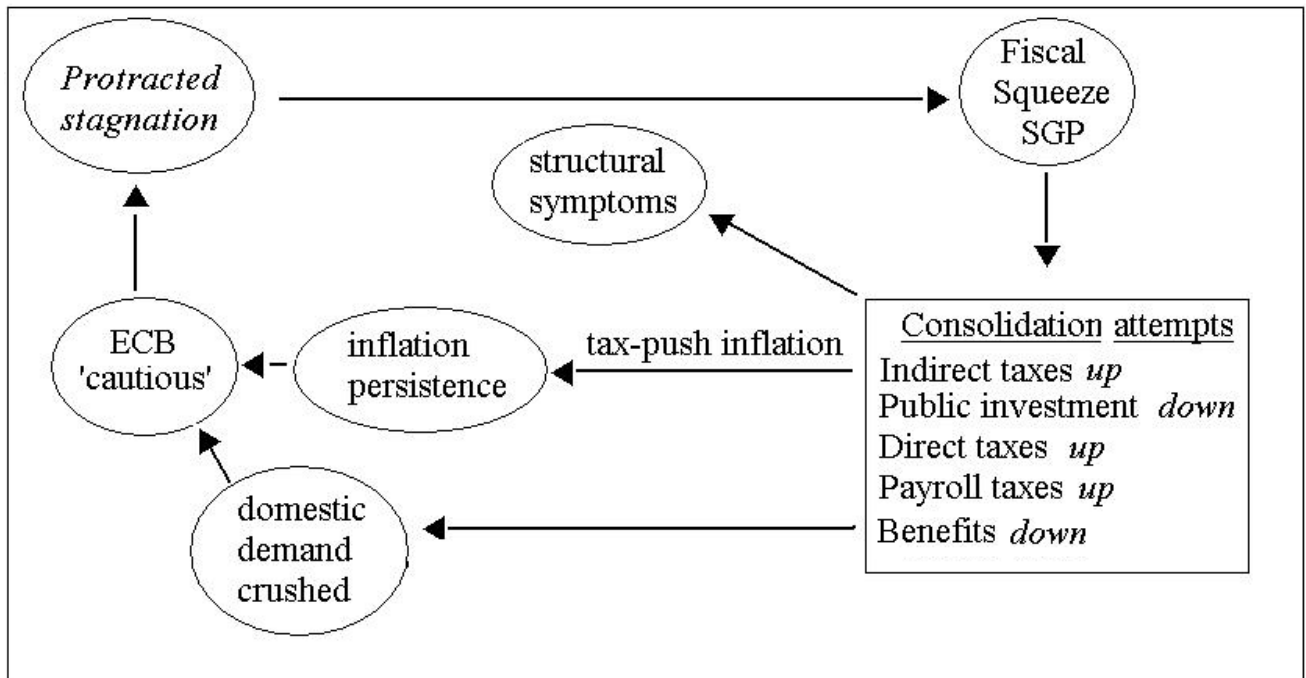 Protracted
stagnation
Fiscal
Squeeze
SGP
structural
symptoms
ECB
'cautious'
inflation
persistence
tax-push inflation
Consolidation attempts
Indirect taxes up
Public investment down
Direct taxes up
Payroll taxes up
Benefits down
domestic
demand
crushed